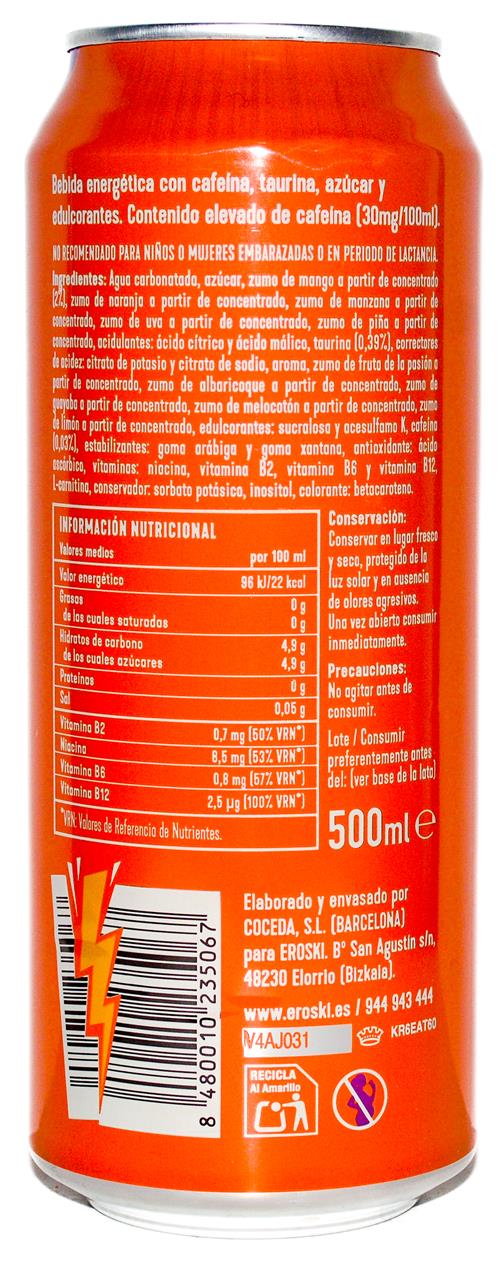 Bebida energética con cafeína, taurina, azúcar y
edulcorantes. Contenido elevado de cafeína (30mg/100ml).
NO RECOMENDADO PARA NIÑOS O MUJERES EMBARAZADAS O EN PERIODO DE LACTANCIA.
Ingredientes: Agua carbonatada, azúcar, zumo de mango a partir de concentrado
(2%), zumo de naranja a partir de concentrado, zumo de manzana a partir de
concentrado, zumo de uva a partir de concentrado, zumo de piña a partir de
concentrado, acidulantes: ácido cítrico y ácido málico, taurina (0,39%), correctores
de acidez: citrato de potasio y citrato de sodio, aroma, zumo de fruta de la pasión a
partir de concentrado, zumo de albaricoque a partir de concentrado, zumo de
guayaba a partir de concentrado, zumo de melocotón a partir de concentrado, zumo
de limón a partir de concentrado, edulcorantes: sucralosa y acesulfamo K, cafeína
(0,03%), estabilizantes: goma arábiga y goma xantana, antioxidante: ácido
ascórbico, vitaminas: niacina, vitamina B2, vitamina B6 y vitamina B12,
L-carnitina, conservador: sorbato potásico, inositol, colorante: betacaroteno.
INFORMACIÓN NUTRICIONAL
Valores medios por 100 ml
Valor energético 96 kJ/22 kcal
Grasas 0 g
de las cuales saturadas 0 g
Hidratos de carbono 4,9 g
de los cuales azúcares 4,9 g
Proteínas 0 g
Sal 0,05 g
Vitamina B2 0,7 mg (50% VRN*)
Niacina 8,5 mg (53% VRN*)
Vitamina B6 0,8 mg (57% VRN*)
Vitamina B12 2,5 µg (100% VRN*)
*VRN: Valores de Referencia de Nutrientes.
Conservación:
Conservar en lugar fresco
y seco, protegido de la
luz solar y en ausencia
de olores agresivos.
Una vez abierto consumir
inmediatamente.
Precauciones:
No agitar antes de
consumir.
Lote / Consumir
preferentemente antes
del: (ver base de la lata)
500ml e
8 480010 235067
Elaborado y envasado por
COCEDA, S.L. (BARCELONA)
para EROSKI. Bº San Agustín s/n,
48230 Elorrio (Bizkaia).
www.eroski.es / 944 943 444
V4AJ031
KR6EAT60
RECICLA
Al Amarillo